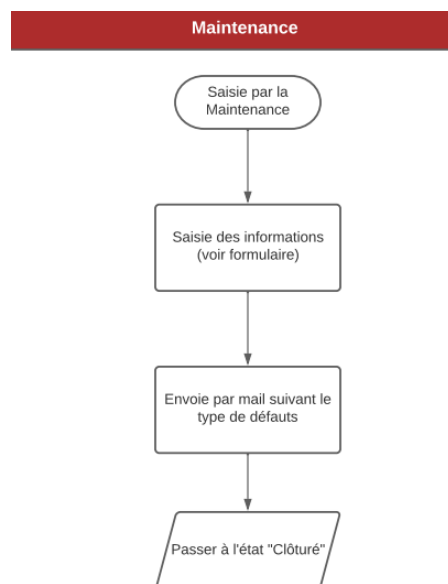 Maintenance
Saisie par la
Maintenance
Saisie des informations
(voir formulaire)
Envoie par mail suivant le
type de défauts
Passer à l'état "Clôturé"